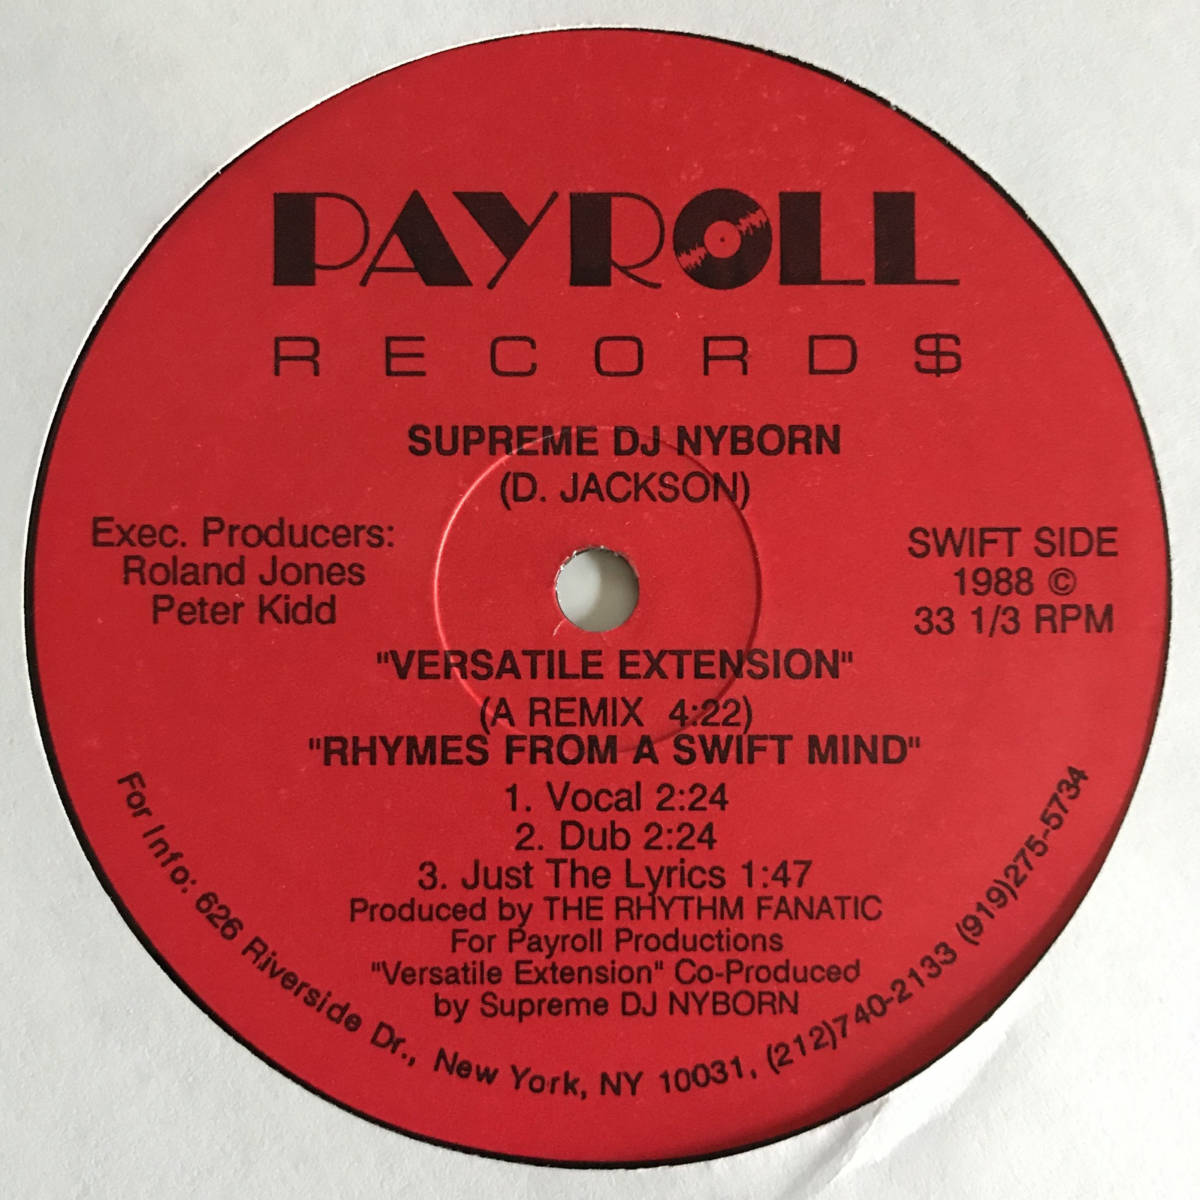 PAYROLL
RECORD$
SUPREME DJ NYBORN
(D. JACKSON)
Exec. Producers:
Roland Jones
Peter Kidd
SWIFT SIDE
1988 ©
33 1/3 RPM
"VERSATILE EXTENSION"
(A REMIX 4:22)
"RHYMES FROM A SWIFT MIND"
1. Vocal 2:24
2. Dub 2:24
3. Just The Lyrics 1:47
Produced by THE RHYTHM FANATIC
For Payroll Productions
"Versatile Extension" Co-Produced
by Supreme DJ NYBORN
For Info: 626 Riverside Dr., New York, NY 10031, (212)740-2133 (919)275-5734